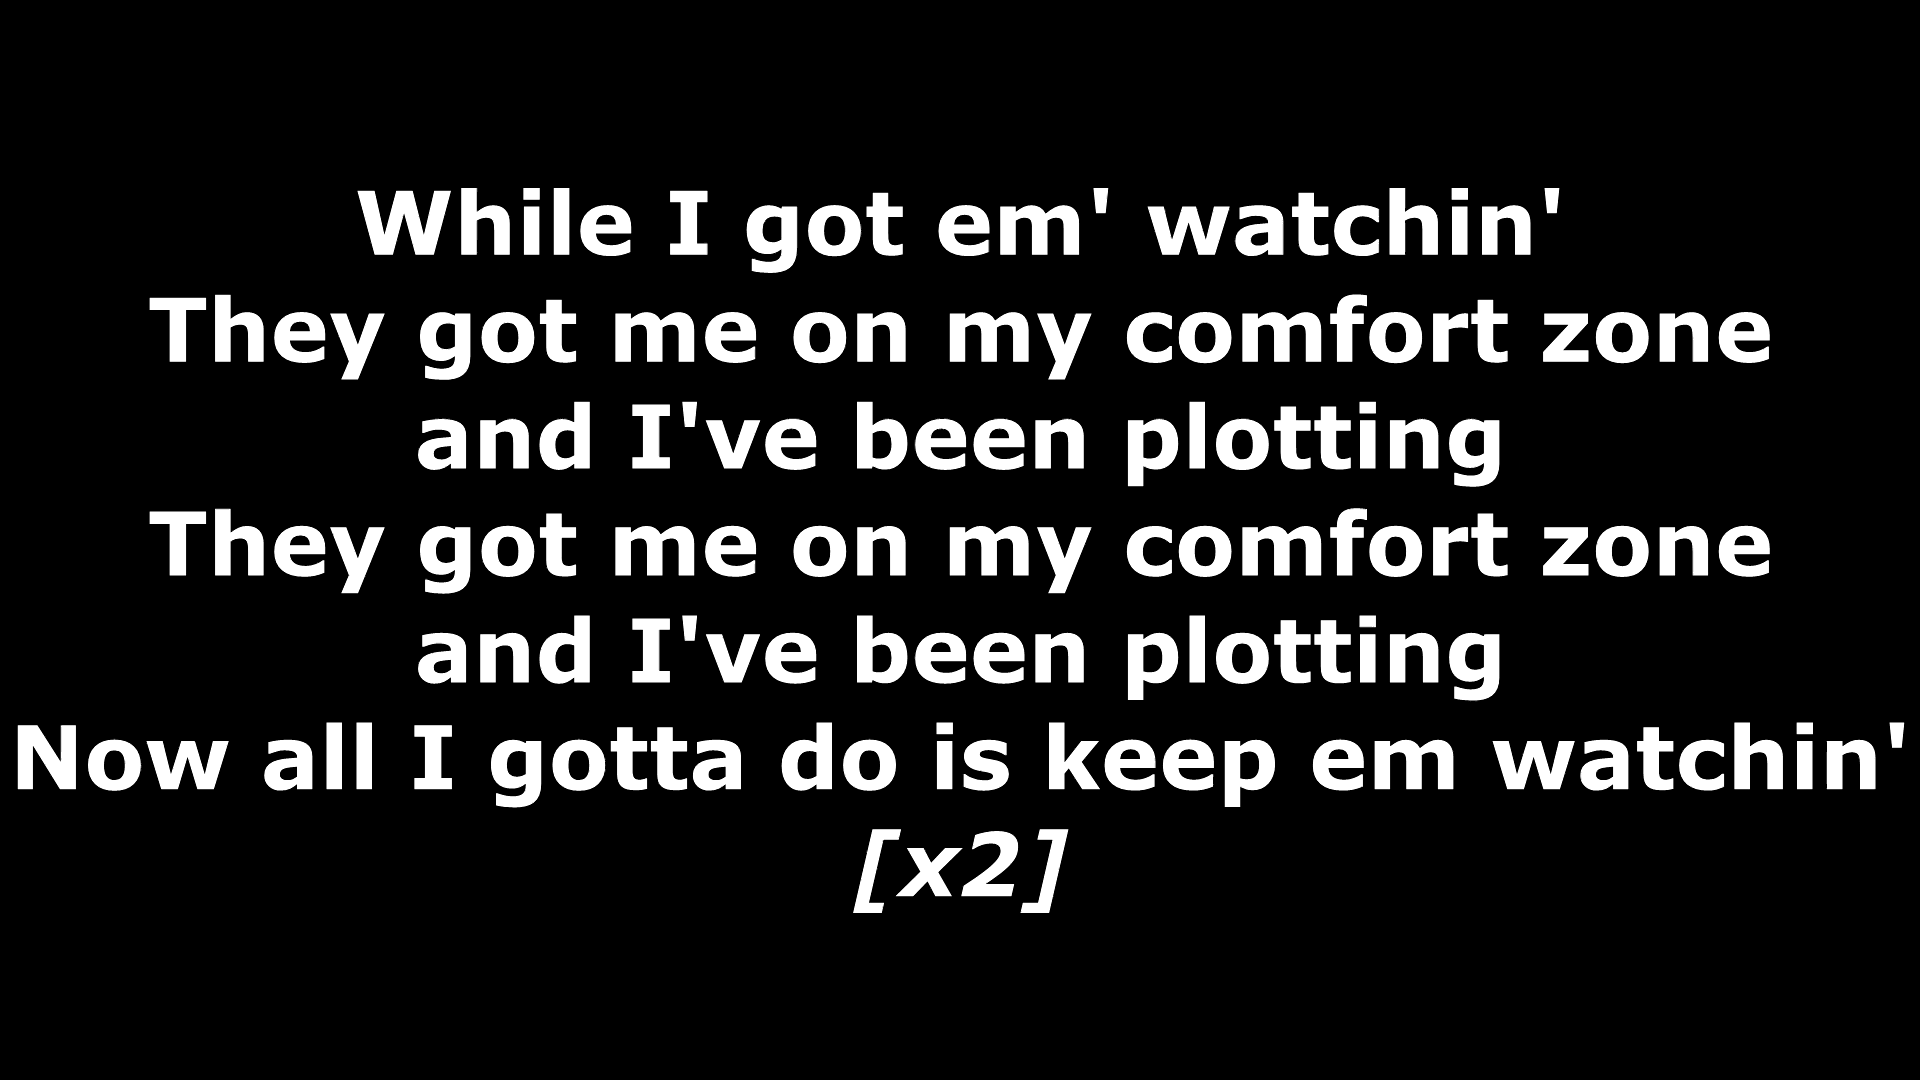 While I got em' watchin'
They got me on my comfort zone
and I've been plotting
They got me on my comfort zone
and I've been plotting
Now all I gotta do is keep em watchin'
[x2]